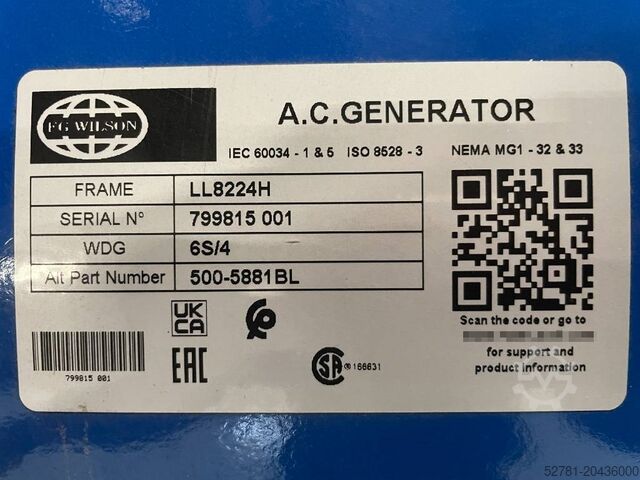 FG WILSON
A.C.GENERATOR
IEC 60034 - 1 & 5 ISO 8528 - 3 NEMA MG1 - 32 & 33
FRAME LL8224H
SERIAL Nº 799815 001
WDG 6S/4
Alt Part Number 500-5881BL
Scan the code or go to
for support and
product information
UK
CA
EAC
799815 001
SA ® 166631
52781-20436000